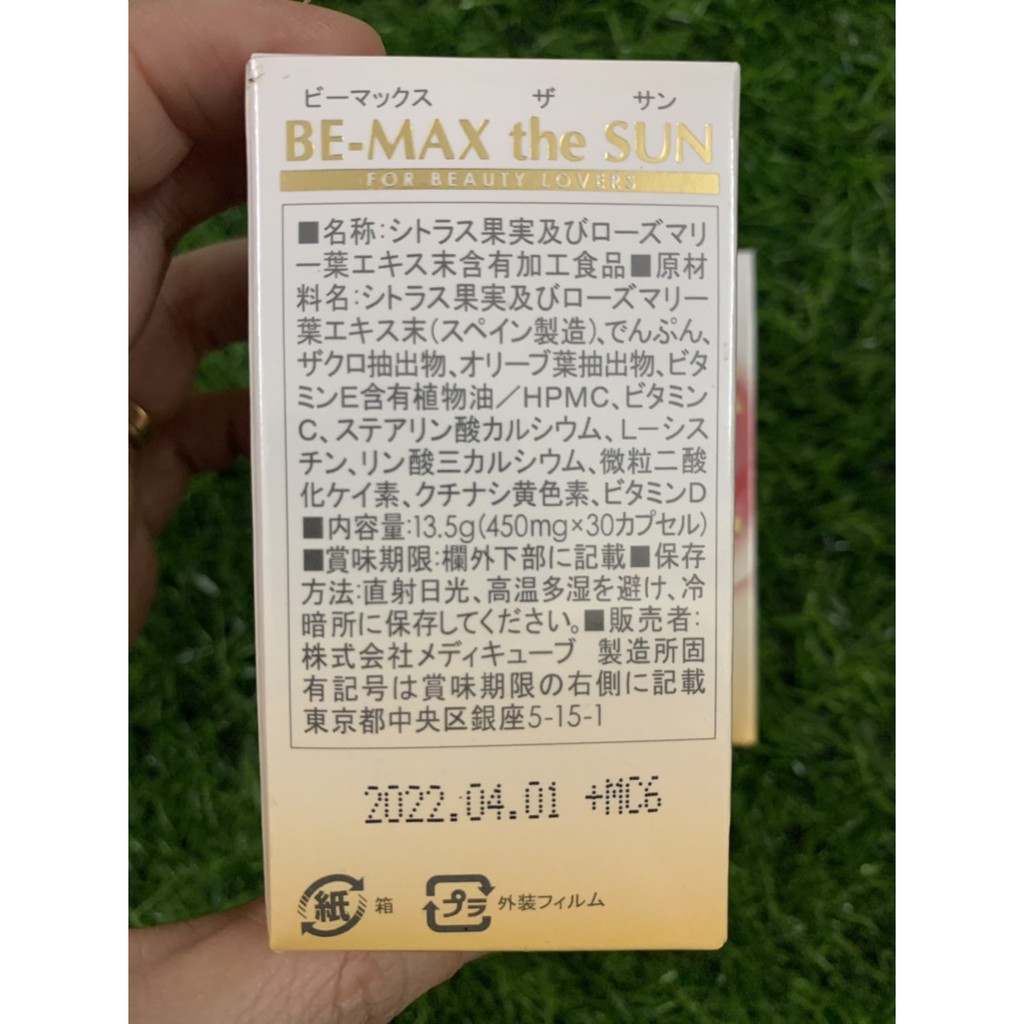 ビーマックス ザ サン
BE-MAX the SUN
FOR BEAUTY LOVERS
■名称:シトラス果実及びローズマリ
ー葉エキス末含有加工食品■原材
料名:シトラス果実及びローズマリー
葉エキス末(スペイン製造)、でんぷん、
ザクロ抽出物、オリーブ葉抽出物、ビタ
ミンE含有植物油/HPMC、ビタミン
C、ステアリン酸カルシウム、L-シス
チン、リン酸三カルシウム、微粒二酸
化ケイ素、クチナシ黄色素、ビタミンD
■内容量:13.5g(450mg×30カプセル)
■賞味期限:欄外下部に記載■保存
方法:直射日光、高温多湿を避け、冷
暗所に保存してください。■販売者:
株式会社メディキューブ 製造所固
有記号は賞味期限の右側に記載
東京都中央区銀座5-15-1
2022.04.01 +MC6
紙 箱 プラ 外装フィルム